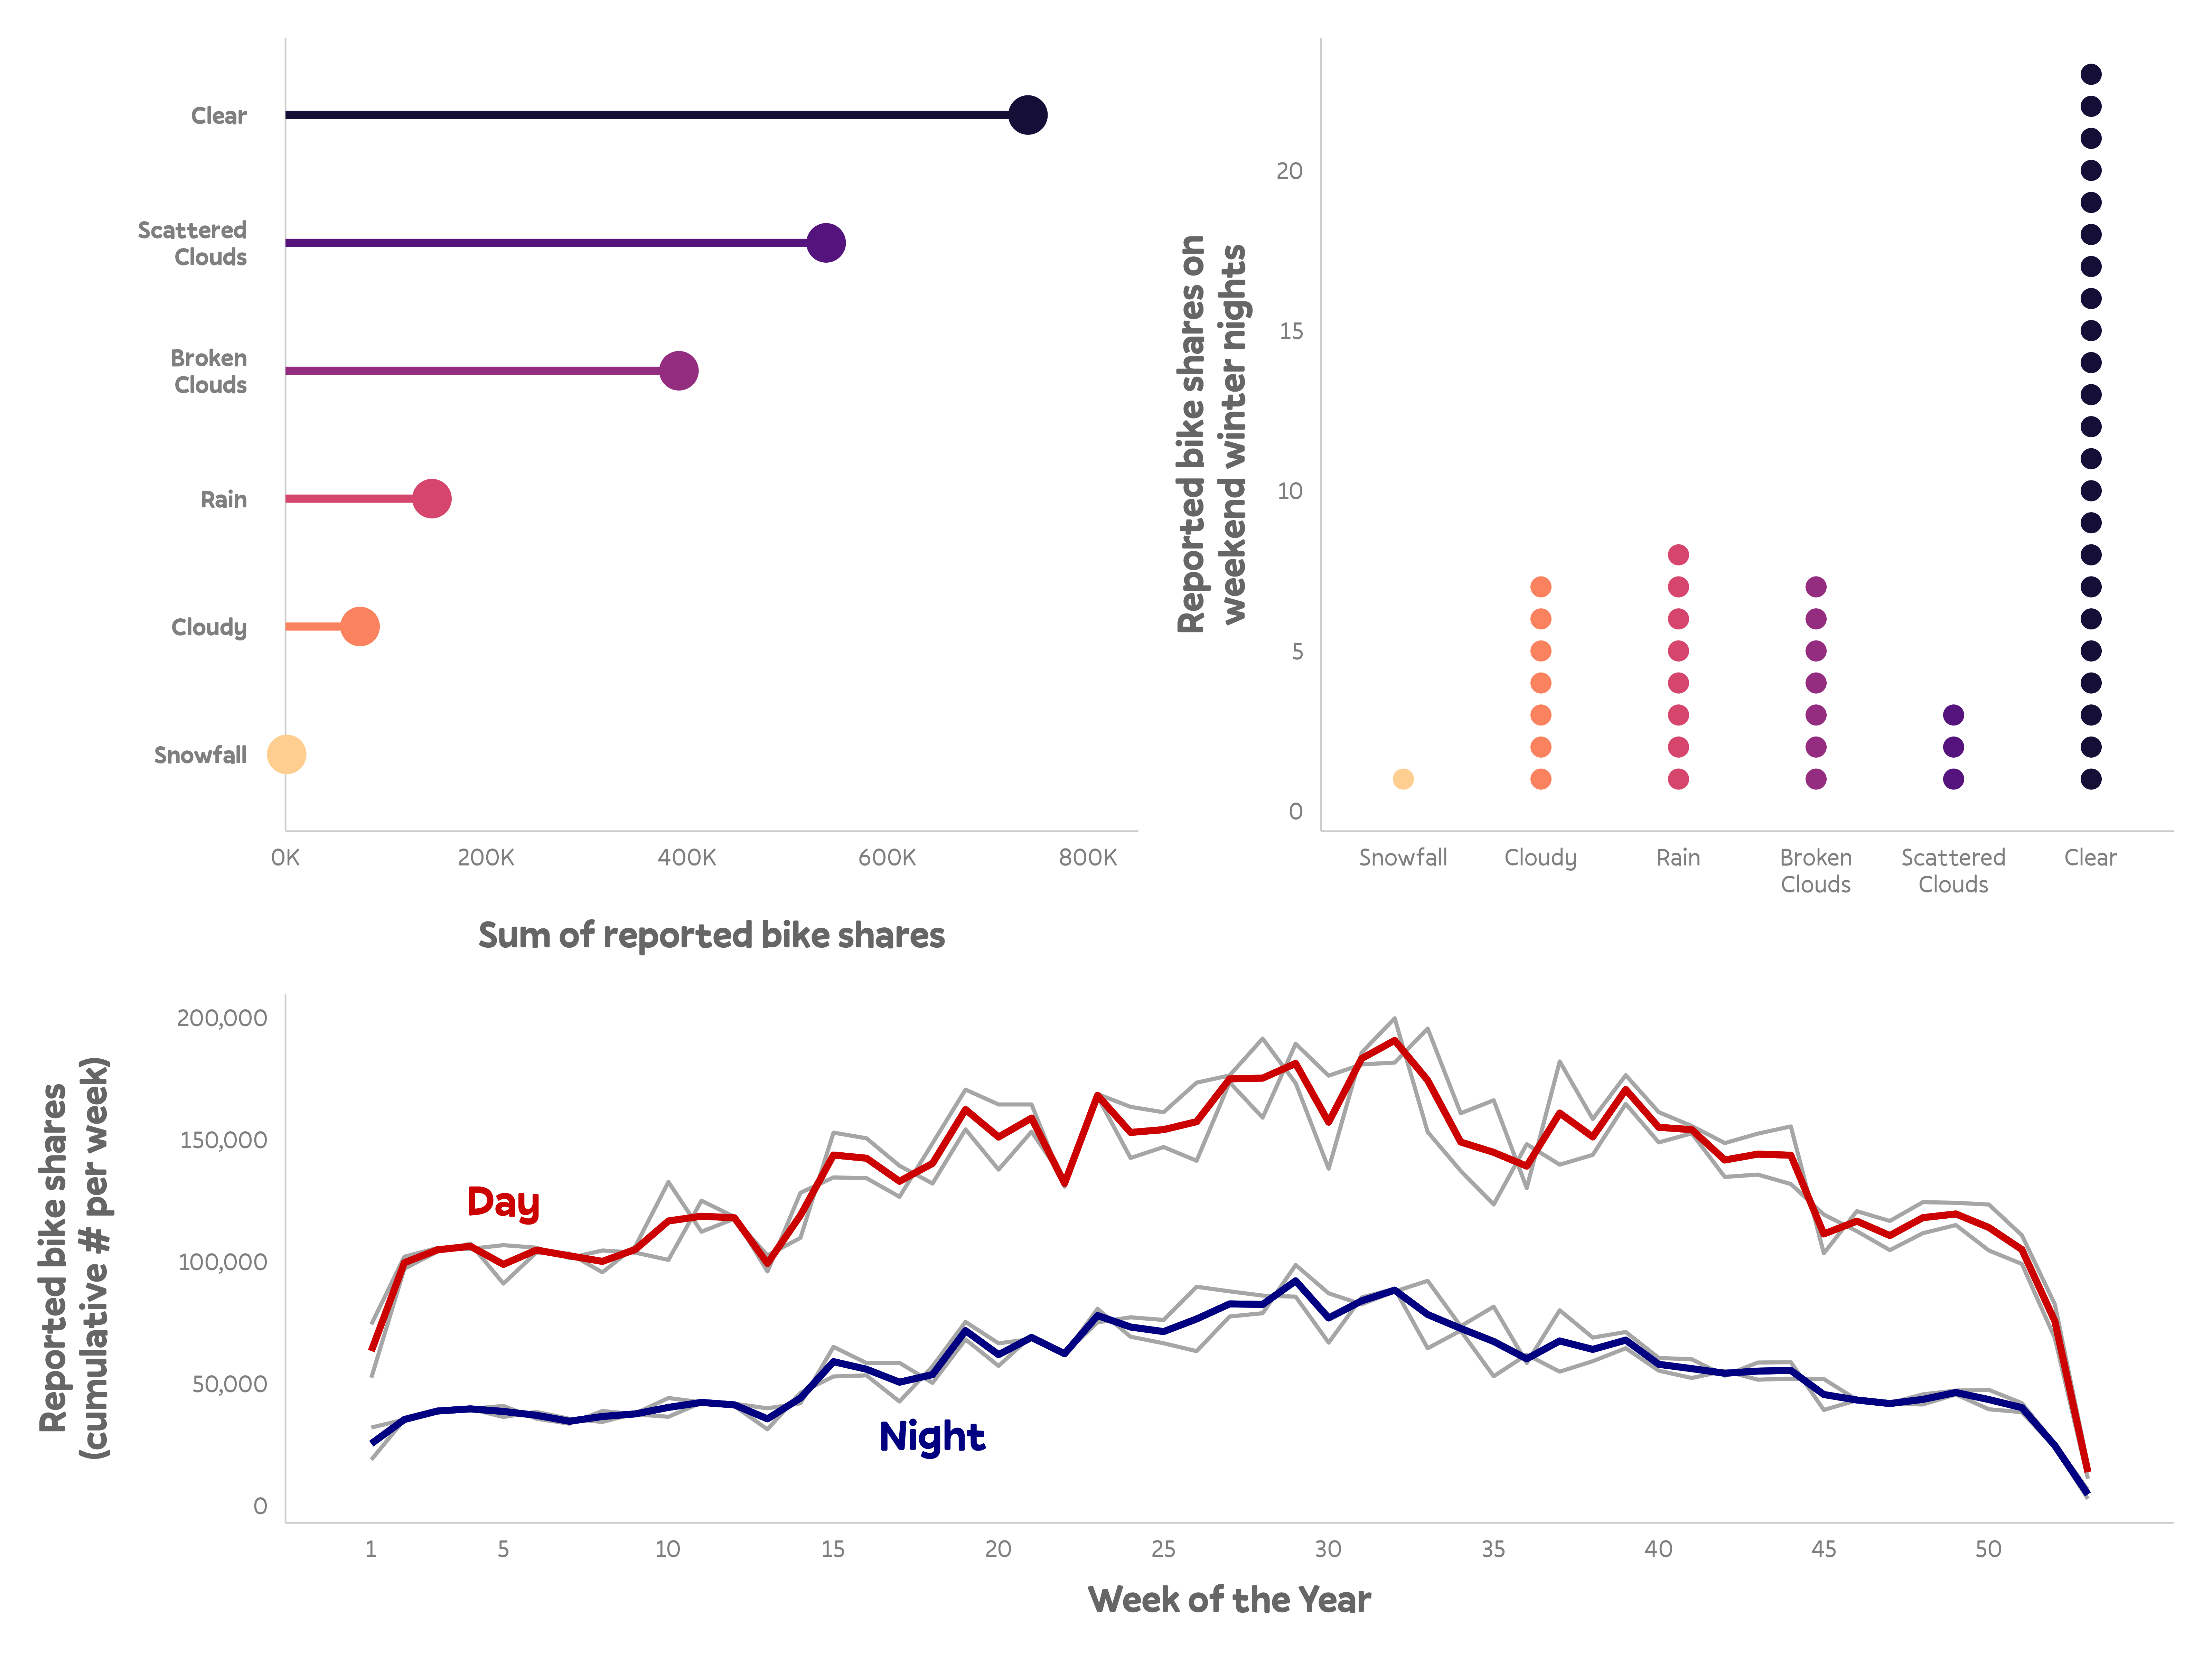 Clear
Scattered
Clouds
Broken
Clouds
Rain
Cloudy
Snowfall
0K 200K 400K 600K 800K
Sum of reported bike shares
Reported bike shares on
weekend winter nights
20
15
10
5
0
Snowfall Cloudy Rain Broken Scattered Clear
Clouds Clouds
Reported bike shares
(cumulative # per week)
200,000
150,000
100,000
50,000
0
Day
Night
1 5 10 15 20 25 30 35 40 45 50
Week of the Year